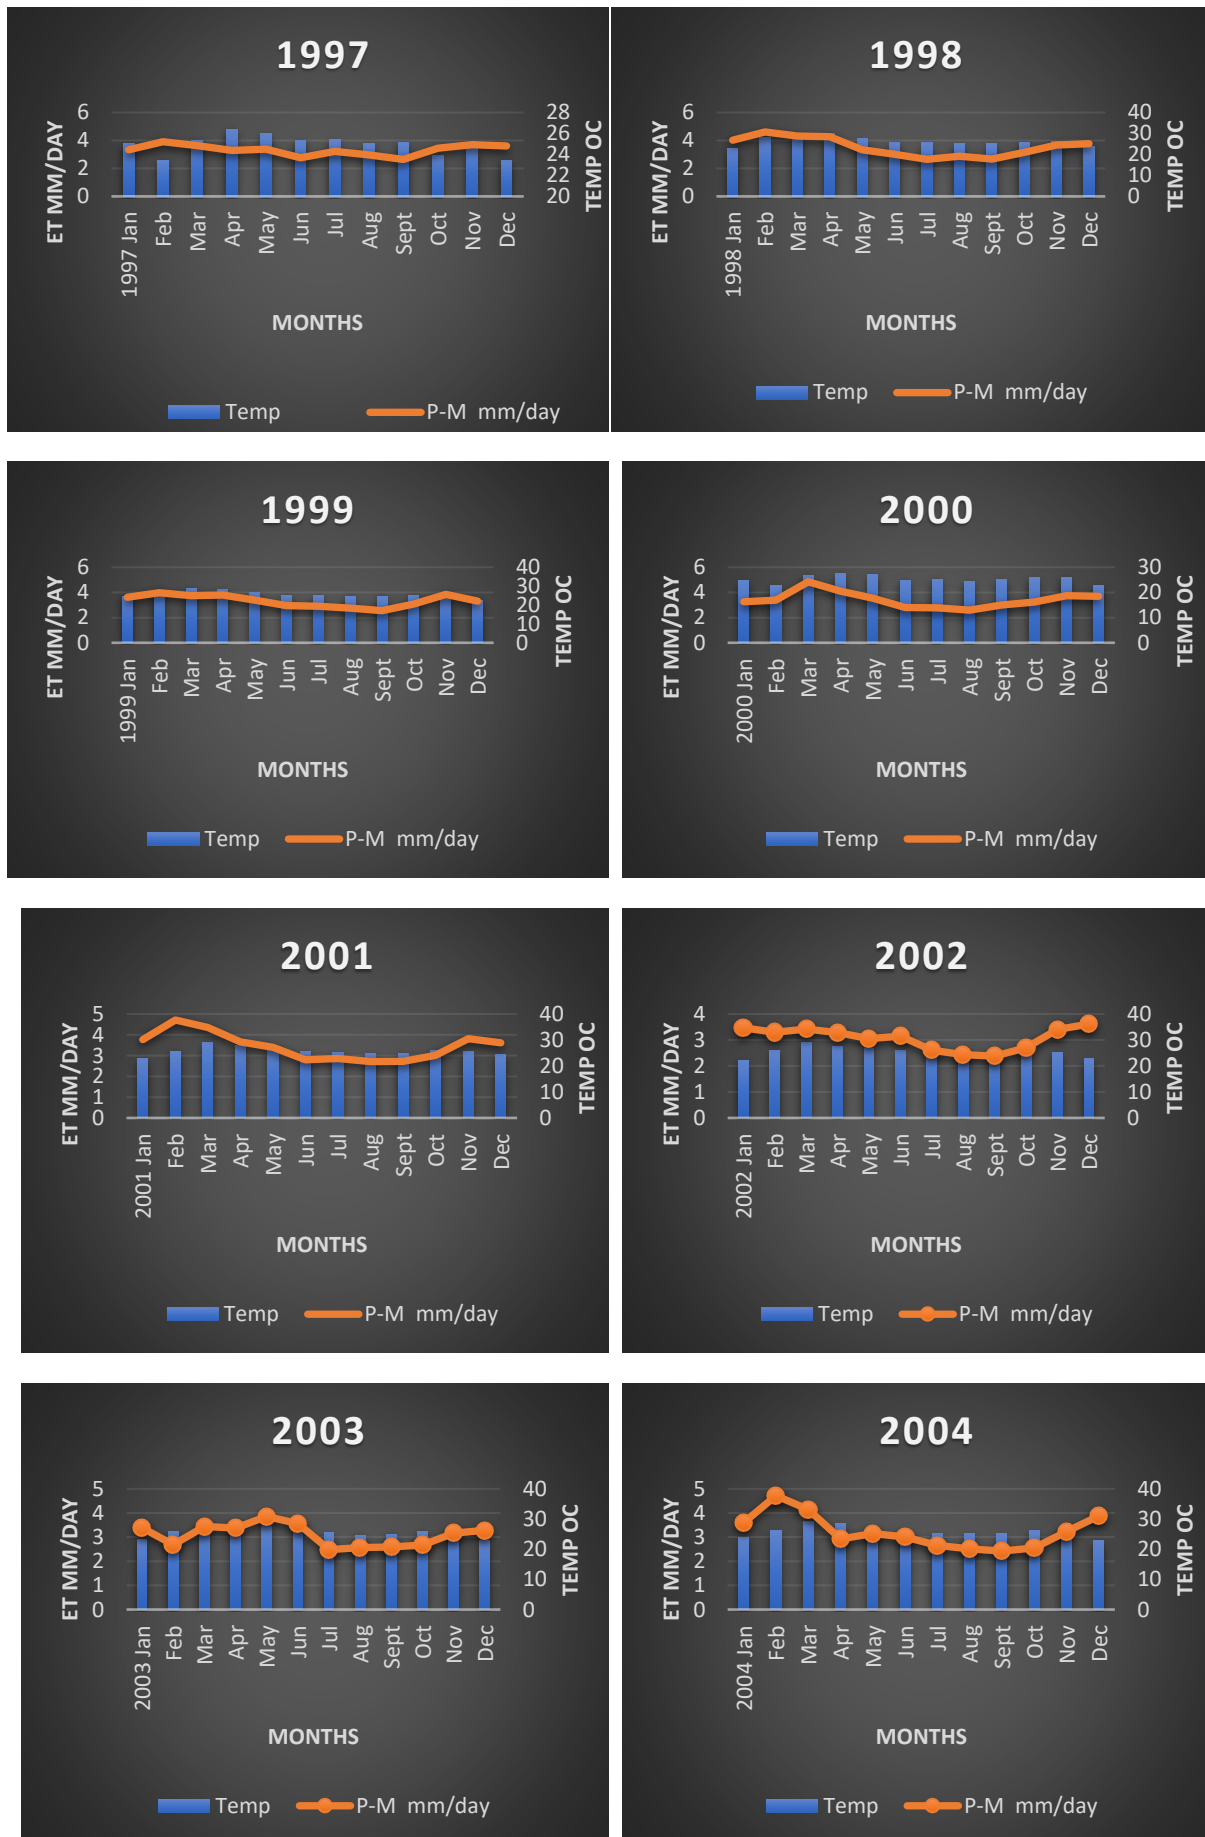 1997
ET MM/DAY
6
4
2
0
28
26
24
22
20
TEMP OC
1997 Jan
Feb
Mar
Apr
May
Jun
Jul
Aug
Sept
Oct
Nov
Dec
MONTHS
Temp
P-M mm/day
1998
ET MM/DAY
6
4
2
0
40
30
20
10
0
TEMP OC
1998 Jan
Feb
Mar
Apr
May
Jun
Jul
Aug
Sept
Oct
Nov
Dec
MONTHS
Temp
P-M mm/day
1999
ET MM/DAY
6
4
2
0
40
30
20
10
0
TEMP OC
1999 Jan
Feb
Mar
Apr
May
Jun
Jul
Aug
Sept
Oct
Nov
Dec
MONTHS
Temp
P-M mm/day
2000
ET MM/DAY
6
4
2
0
30
20
10
0
TEMP OC
2000 Jan
Feb
Mar
Apr
May
Jun
Jul
Aug
Sept
Oct
Nov
Dec
MONTHS
Temp
P-M mm/day
2001
ET MM/DAY
5
4
3
2
1
0
40
30
20
10
0
TEMP OC
2001 Jan
Feb
Mar
Apr
May
Jun
Jul
Aug
Sept
Oct
Nov
Dec
MONTHS
Temp
P-M mm/day
2002
ET MM/DAY
4
3
2
1
0
40
30
20
10
0
TEMP OC
2002 Jan
Feb
Mar
Apr
May
Jun
Jul
Aug
Sept
Oct
Nov
Dec
MONTHS
Temp
P-M mm/day
2003
ET MM/DAY
5
4
3
2
1
0
40
30
20
10
0
TEMP OC
2003 Jan
Feb
Mar
Apr
May
Jun
Jul
Aug
Sept
Oct
Nov
Dec
MONTHS
Temp
P-M mm/day
2004
ET MM/DAY
5
4
3
2
1
0
40
30
20
10
0
TEMP OC
2004 Jan
Feb
Mar
Apr
May
Jun
Jul
Aug
Sept
Oct
Nov
Dec
MONTHS
Temp
P-M mm/day